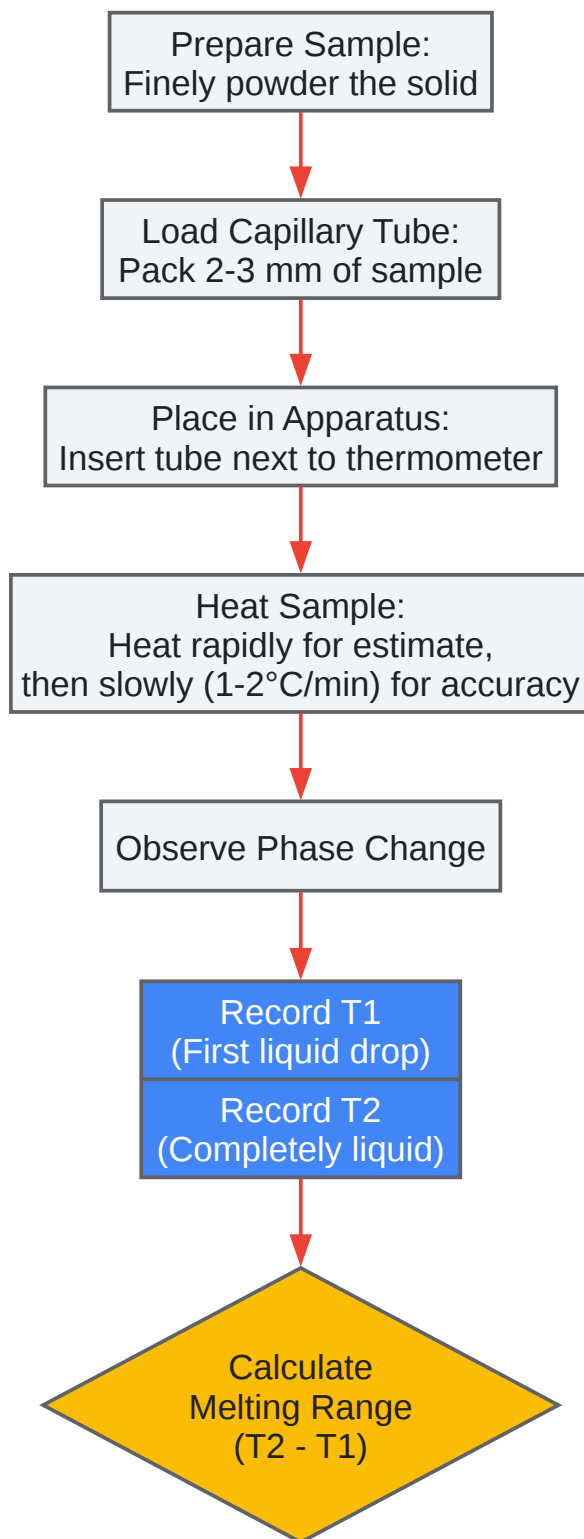 Prepare Sample:
Finely powder the solid
Load Capillary Tube:
Pack 2-3 mm of sample
Place in Apparatus:
Insert tube next to thermometer
Heat Sample:
Heat rapidly for estimate,
then slowly (1-2°C/min) for accuracy
Observe Phase Change
Record T1
(First liquid drop)
Record T2
(Completely liquid)
Calculate
Melting Range
(T2 - T1)